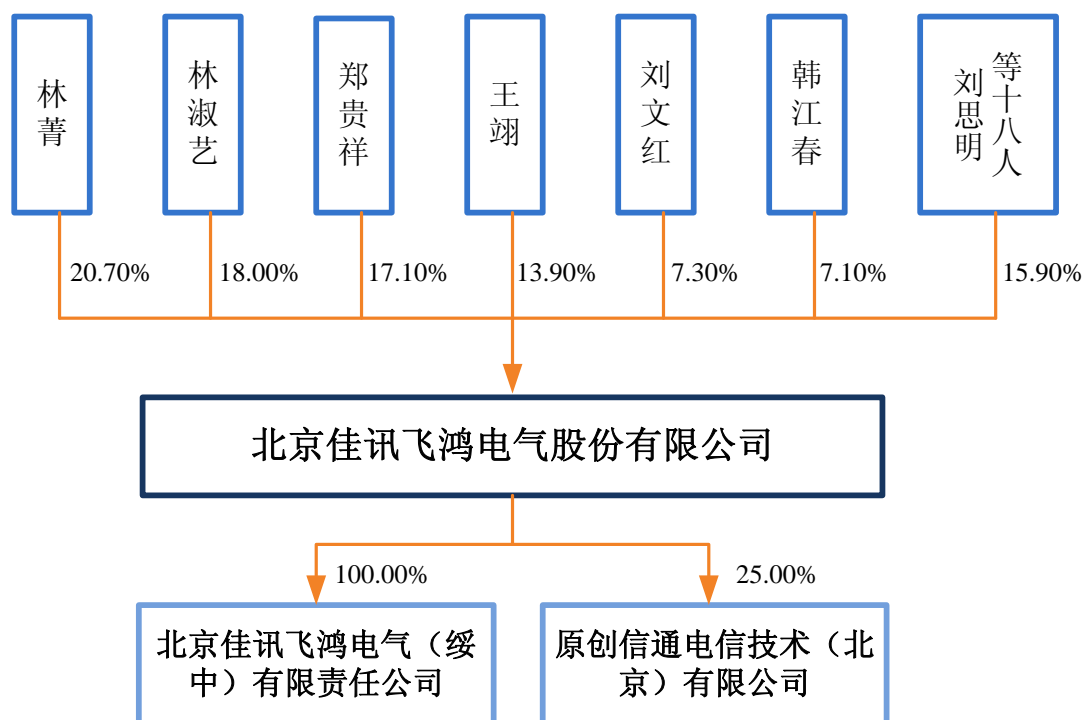 林菁
林淑艺
郑贵祥
王翊
刘文红
韩江春
刘思明
等十八人
20.70%
18.00%
17.10%
13.90%
7.30%
7.10%
15.90%
北京佳讯飞鸿电气股份有限公司
100.00%
25.00%
北京佳讯飞鸿电气（绥
中）有限责任公司
原创信通电信技术（北
京）有限公司